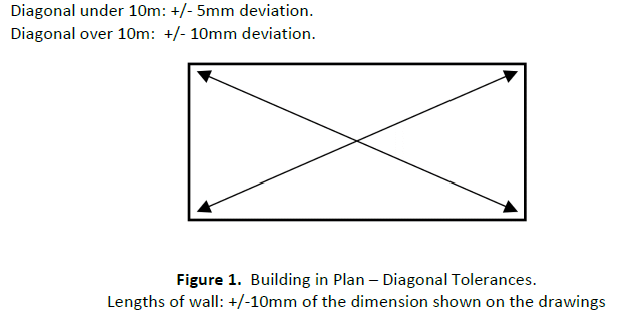 Diagonal under 10m: +/- 5mm deviation.
Diagonal over 10m:  +/- 10mm deviation.
Figure 1.  Building in Plan – Diagonal Tolerances.
Lengths of wall: +/-10mm of the dimension shown on the drawings